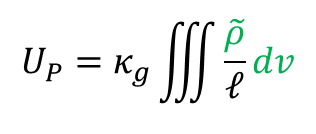 U_P = κ_g ∭ ρ̃/ℓ dv